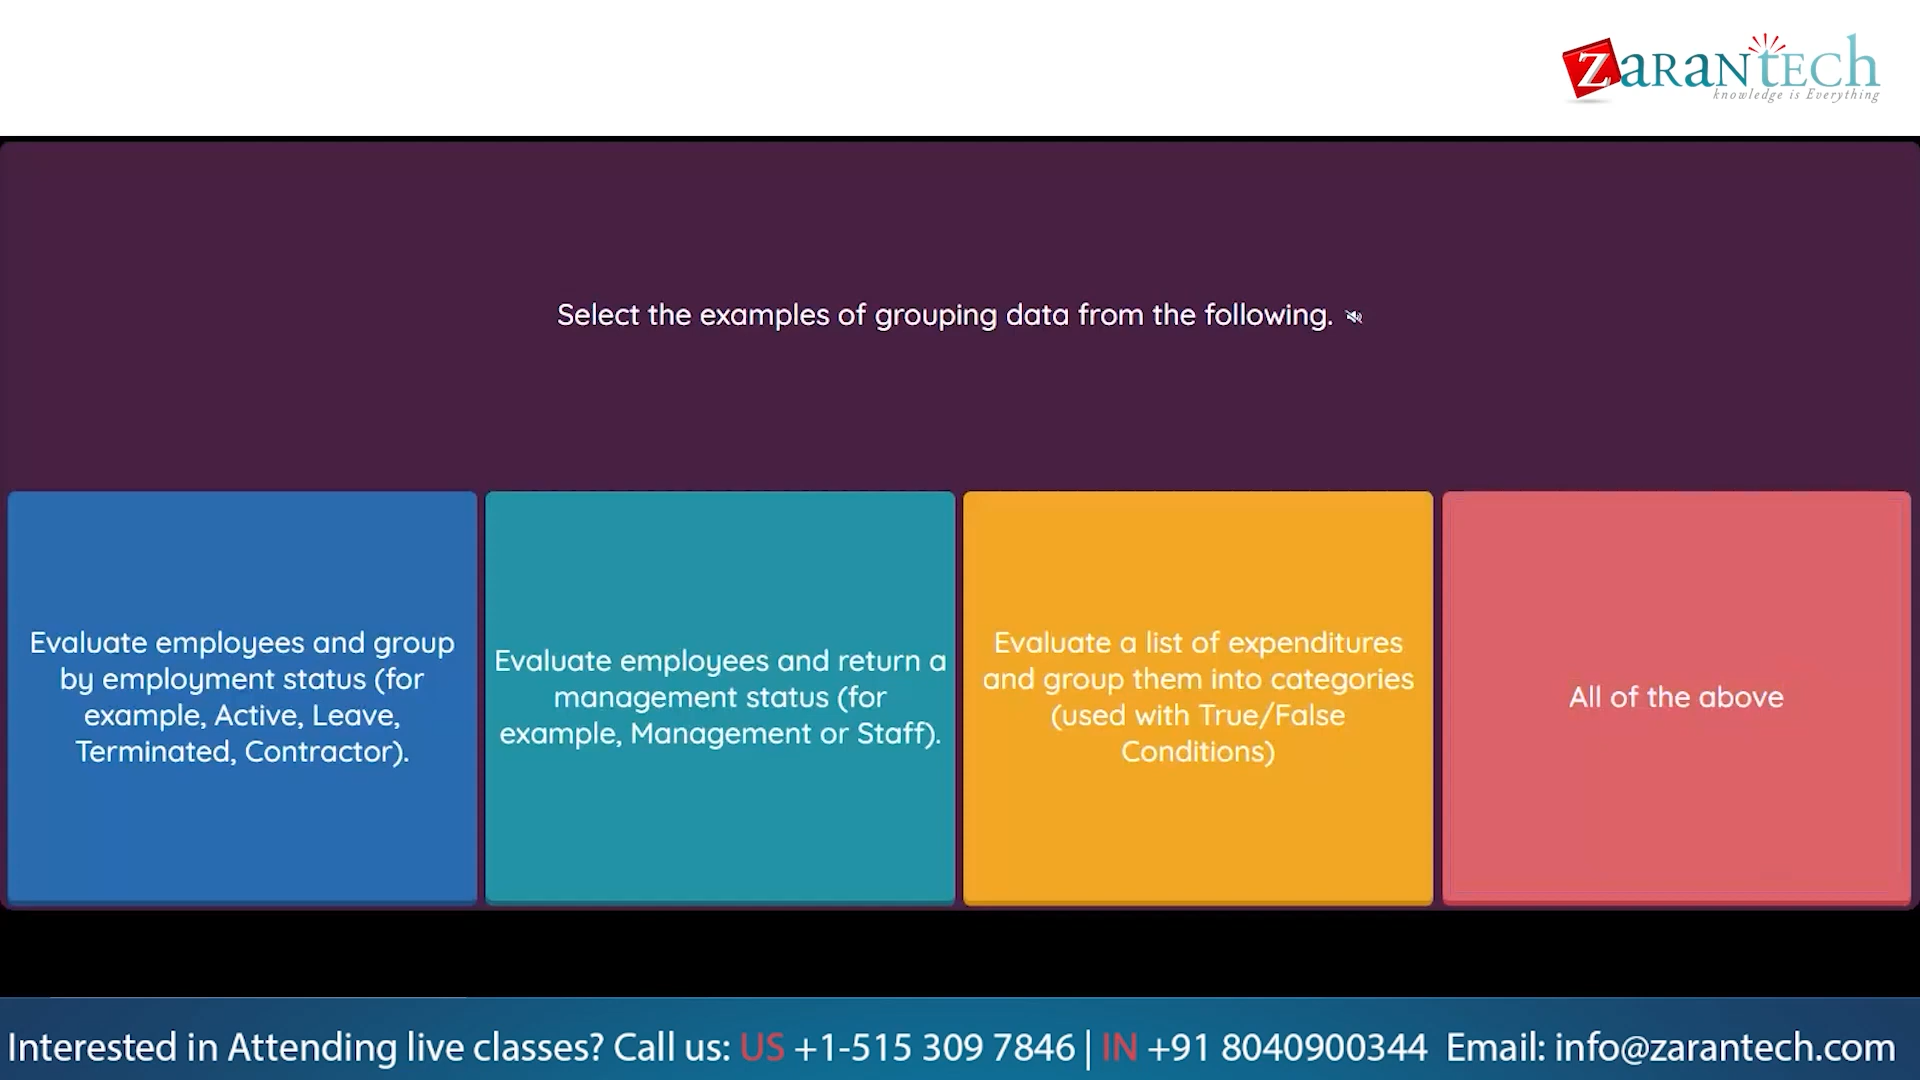 ZaranTech
knowledge is Everything
Select the examples of grouping data from the following.
Evaluate employees and group
by employment status (for
example, Active, Leave,
Terminated, Contractor).
Evaluate employees and return a
management status (for
example, Management or Staff).
Evaluate a list of expenditures
and group them into categories
(used with True/False
Conditions)
All of the above
Interested in Attending live classes? Call us: US +1-515 309 7846 | IN +91 8040900344 Email: info@zarantech.com